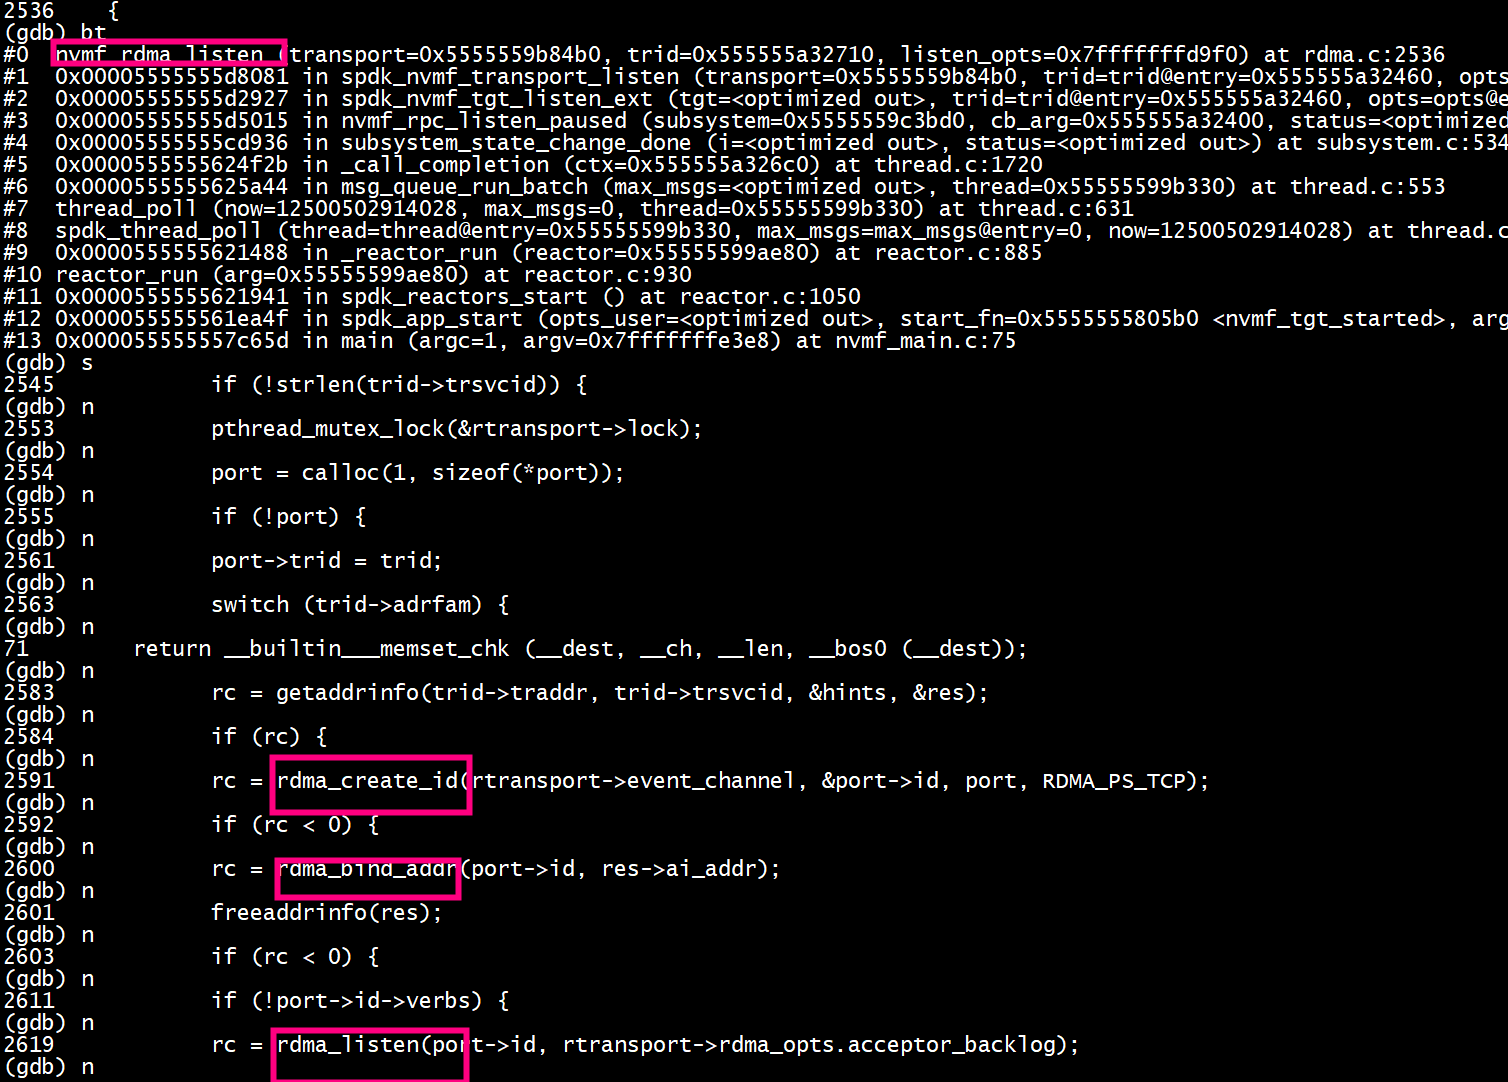 2536    {
(gdb) bt
#0  nvmf_rdma_listen (transport=0x5555559b84b0, trid=0x555555a32710, listen_opts=0x7fffffffd9f0) at rdma.c:2536
#1  0x00005555555d8081 in spdk_nvmf_transport_listen (transport=0x5555559b84b0, trid=trid@entry=0x555555a32460, opts
#2  0x00005555555d2927 in spdk_nvmf_tgt_listen_ext (tgt=<optimized out>, trid=trid@entry=0x555555a32460, opts=opts@e
#3  0x00005555555d5015 in nvmf_rpc_listen_paused (subsystem=0x5555559c3bd0, cb_arg=0x555555a32400, status=<optimized
#4  0x00005555555cd936 in subsystem_state_change_done (i=<optimized out>, status=<optimized out>) at subsystem.c:534
#5  0x0000555555624f2b in _call_completion (ctx=0x555555a326c0) at thread.c:1720
#6  0x0000555555625a44 in msg_queue_run_batch (max_msgs=<optimized out>, thread=0x55555599b330) at thread.c:553
#7  thread_poll (now=12500502914028, max_msgs=0, thread=0x55555599b330) at thread.c:631
#8  spdk_thread_poll (thread=thread@entry=0x55555599b330, max_msgs=max_msgs@entry=0, now=12500502914028) at thread.c
#9  0x0000555555621488 in _reactor_run (reactor=0x55555599ae80) at reactor.c:885
#10 reactor_run (arg=0x55555599ae80) at reactor.c:930
#11 0x0000555555621941 in spdk_reactors_start () at reactor.c:1050
#12 0x000055555561ea4f in spdk_app_start (opts_user=<optimized out>, start_fn=0x5555555805b0 <nvmf_tgt_started>, arg
#13 0x000055555557c65d in main (argc=1, argv=0x7fffffffe3e8) at nvmf_main.c:75
(gdb) s
2545            if (!strlen(trid->trsvcid)) {
(gdb) n
2553            pthread_mutex_lock(&rtransport->lock);
(gdb) n
2554            port = calloc(1, sizeof(*port));
(gdb) n
2555            if (!port) {
(gdb) n
2561            port->trid = trid;
(gdb) n
2563            switch (trid->adrfam) {
(gdb) n
71        return __builtin___memset_chk (__dest, __ch, __len, __bos0 (__dest));
(gdb) n
2583            rc = getaddrinfo(trid->traddr, trid->trsvcid, &hints, &res);
(gdb) n
2584            if (rc) {
(gdb) n
2591            rc = rdma_create_id(rtransport->event_channel, &port->id, port, RDMA_PS_TCP);
(gdb) n
2592            if (rc < 0) {
(gdb) n
2600            rc = rdma_bind_addr(port->id, res->ai_addr);
(gdb) n
2601            freeaddrinfo(res);
(gdb) n
2603            if (rc < 0) {
(gdb) n
2611            if (!port->id->verbs) {
(gdb) n
2619            rc = rdma_listen(port->id, rtransport->rdma_opts.acceptor_backlog);
(gdb) n